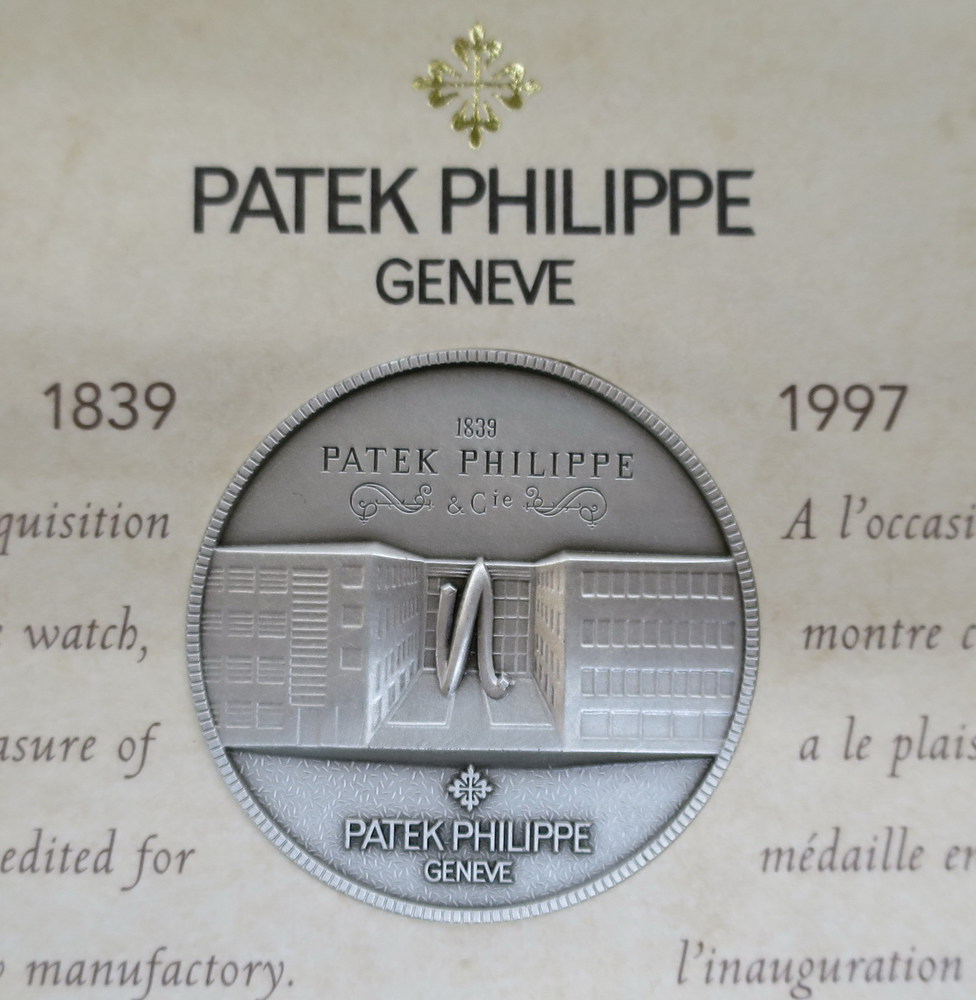 PATEK PHILIPPE
GENEVE
1839
1997
1839
PATEK PHILIPPE
& Cie
quisition
watch,
asure of
edited for
manufactory.
A l'occasi
montre c
a le plais
médaille en
l'inauguration
PATEK PHILIPPE
GENEVE